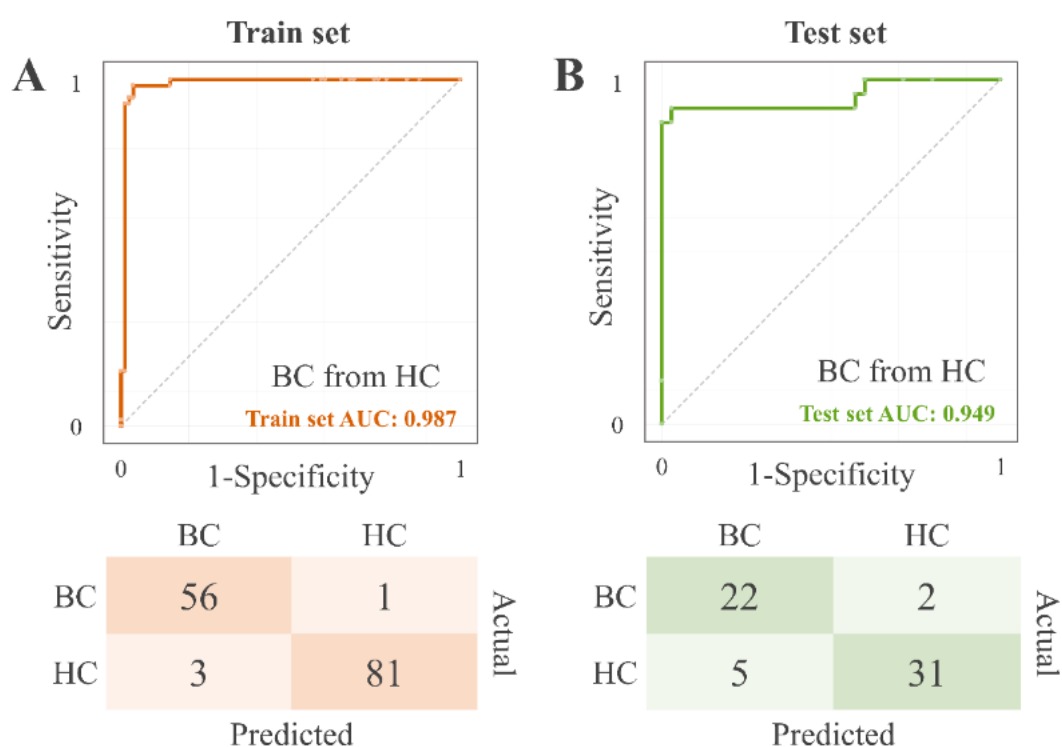 Train set
A
1
Sensitivity
0
BC from HC
Train set AUC: 0.987
0
1-Specificity
1
BC HC
BC 56 1
HC 3 81
Actual
Predicted
Test set
B
1
Sensitivity
0
BC from HC
Test set AUC: 0.949
0
1-Specificity
1
BC HC
BC 22 2
HC 5 31
Actual
Predicted